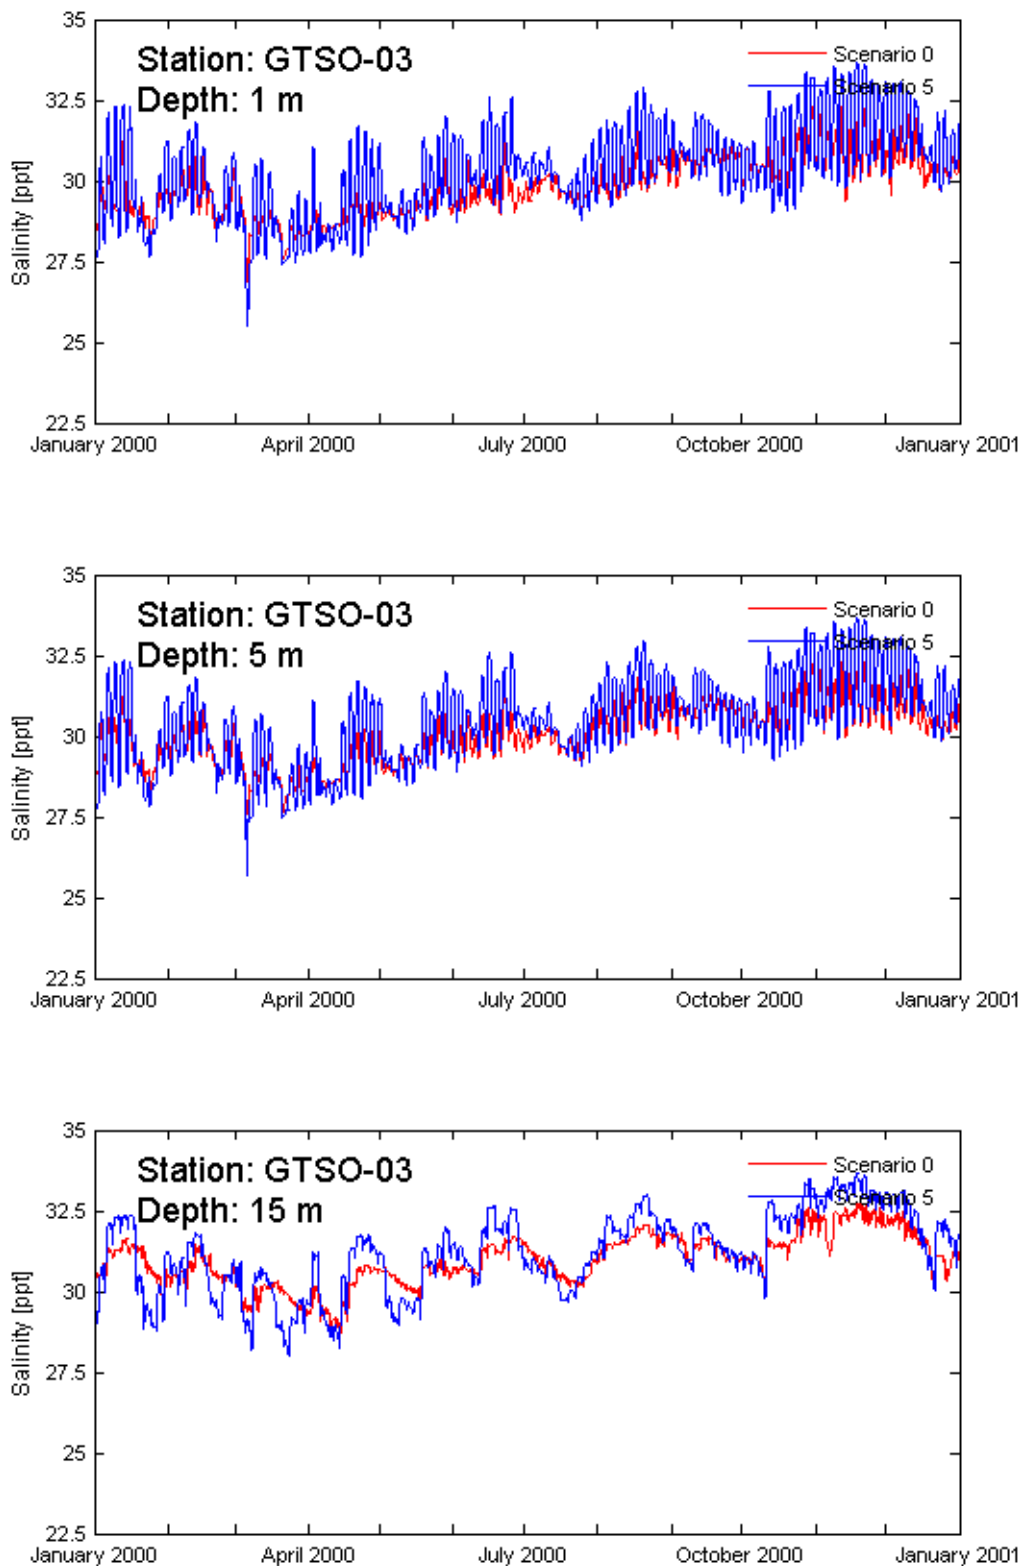 35
Station: GTSO-03
Scenario 0
Depth: 1 m
Scenario 5
32.5
30
Salinity [ppt]
27.5
25
22.5
January 2000
April 2000
July 2000
October 2000
January 2001
35
Station: GTSO-03
Scenario 0
Depth: 5 m
Scenario 5
32.5
30
Salinity [ppt]
27.5
25
22.5
January 2000
April 2000
July 2000
October 2000
January 2001
35
Station: GTSO-03
Scenario 0
Depth: 15 m
Scenario 5
32.5
30
Salinity [ppt]
27.5
25
22.5
January 2000
April 2000
July 2000
October 2000
January 2001